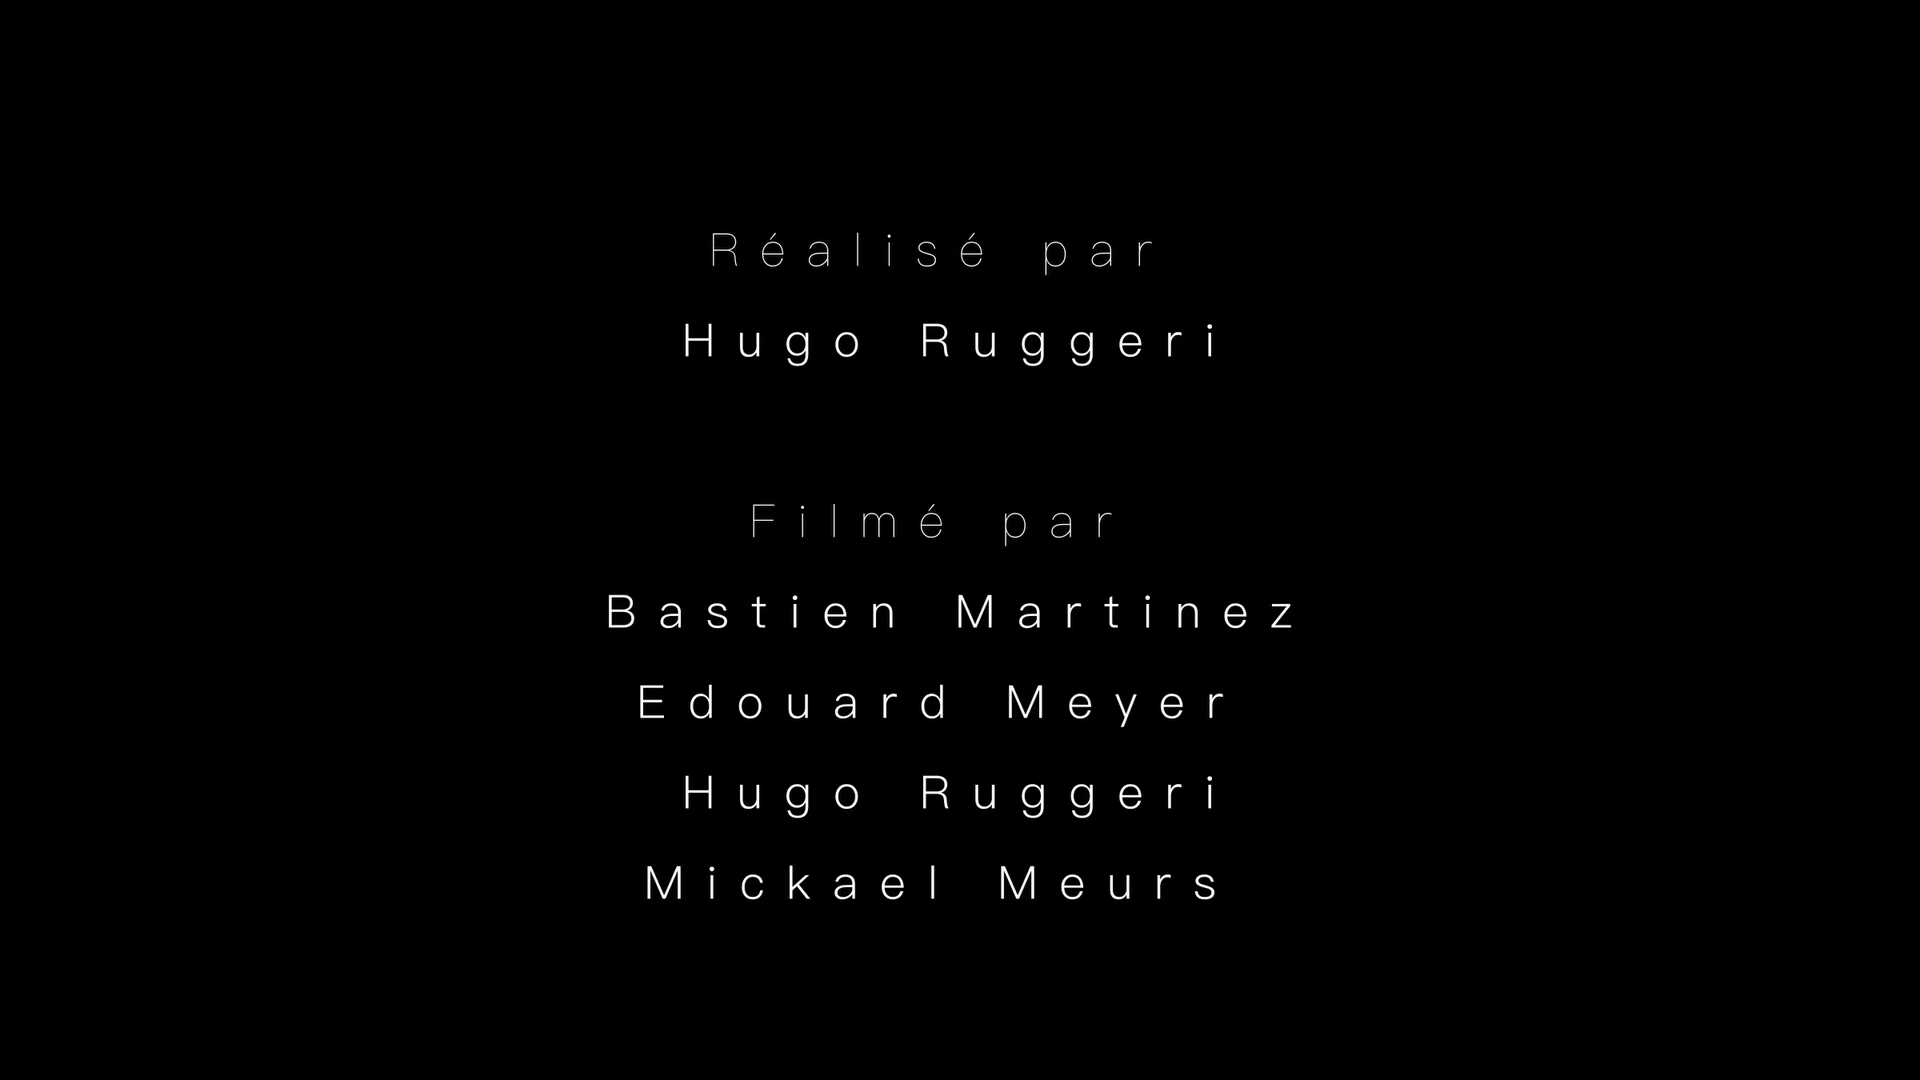 Réalisé par
Hugo Ruggeri
Filmé par
Bastien Martinez
Edouard Meyer
Hugo Ruggeri
Mickael Meurs